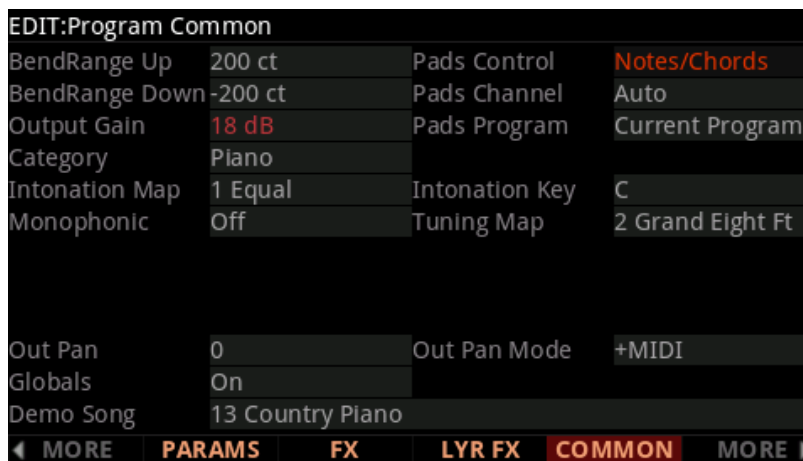 EDIT:Program Common
BendRange Up 200 ct Pads Control Notes/Chords
BendRange Down -200 ct Pads Channel Auto
Output Gain 18 dB Pads Program Current Program
Category Piano
Intonation Map 1 Equal Intonation Key C
Monophonic Off Tuning Map 2 Grand Eight Ft
Out Pan 0 Out Pan Mode +MIDI
Globals On
Demo Song 13 Country Piano
MORE PARAMS FX LYR FX COMMON MORE